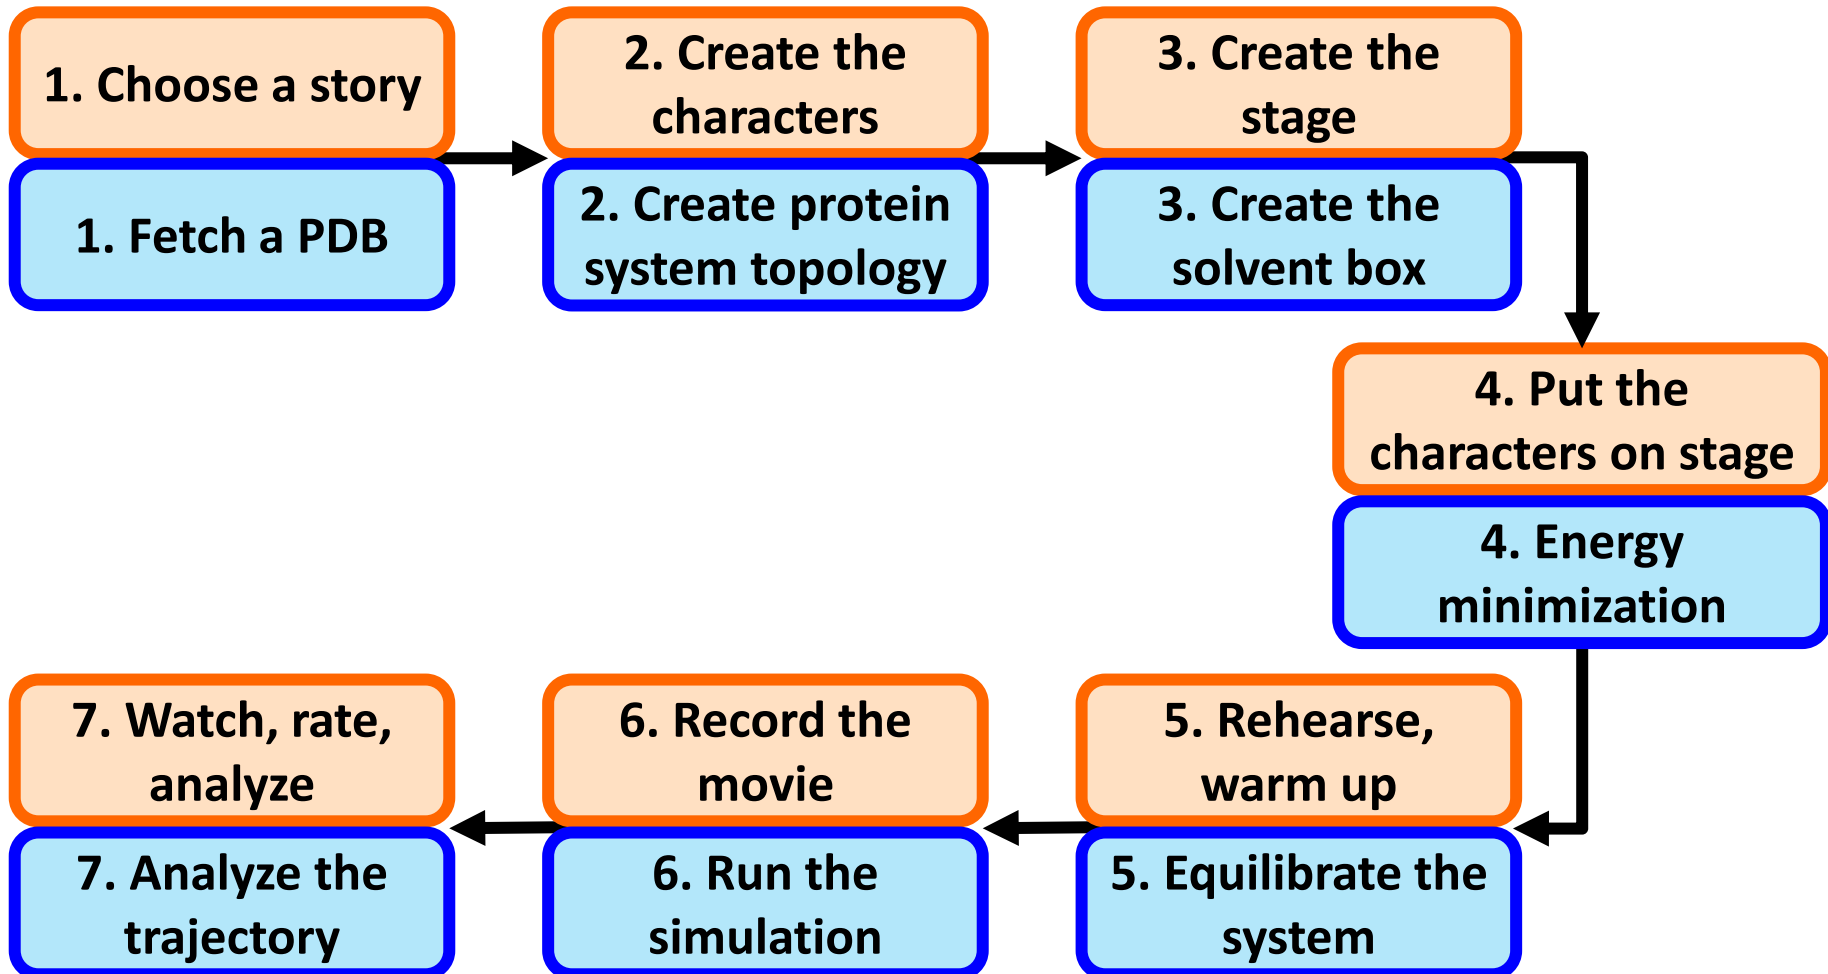 1. Choose a story
1. Fetch a PDB
2. Create the
characters
2. Create protein
system topology
3. Create the
stage
3. Create the
solvent box
4. Put the
characters on stage
4. Energy
minimization
5. Rehearse,
warm up
5. Equilibrate the
system
6. Record the
movie
6. Run the
simulation
7. Watch, rate,
analyze
7. Analyze the
trajectory